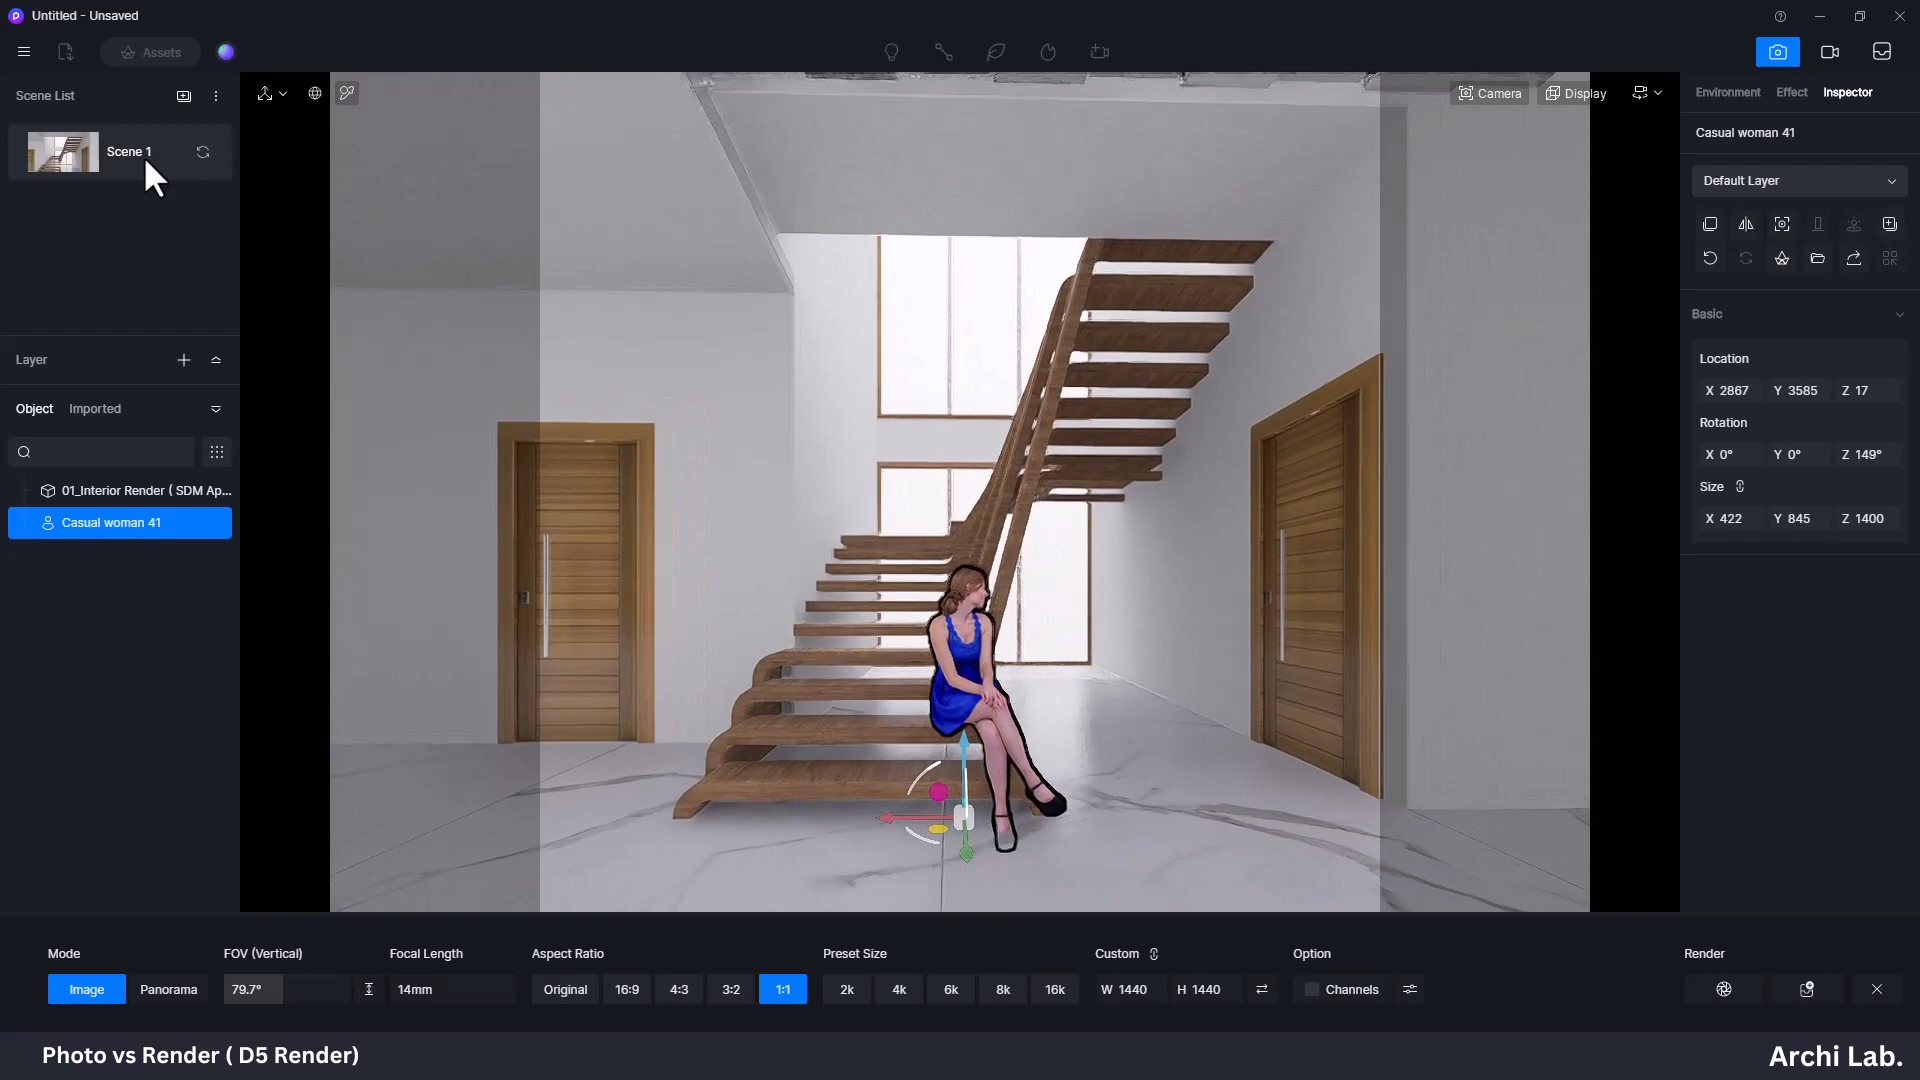 Untitled - Unsaved
Assets
Scene List
Scene 1
Layer
Object Imported
01_Interior Render ( SDM Ap...
Casual woman 41
Camera Display
Environment Effect Inspector
Casual woman 41
Default Layer
Basic
Location
X 2867 Y 3585 Z 17
Rotation
X 0° Y 0° Z 149°
Size
X 422 Y 845 Z 1400
Mode FOV (Vertical) Focal Length Aspect Ratio Preset Size Custom Option Render
Image Panorama 79.7° 14mm Original 16:9 4:3 3:2 1:1 2k 4k 6k 8k 16k W 1440 H 1440 Channels
Photo vs Render ( D5 Render)
Archi Lab.